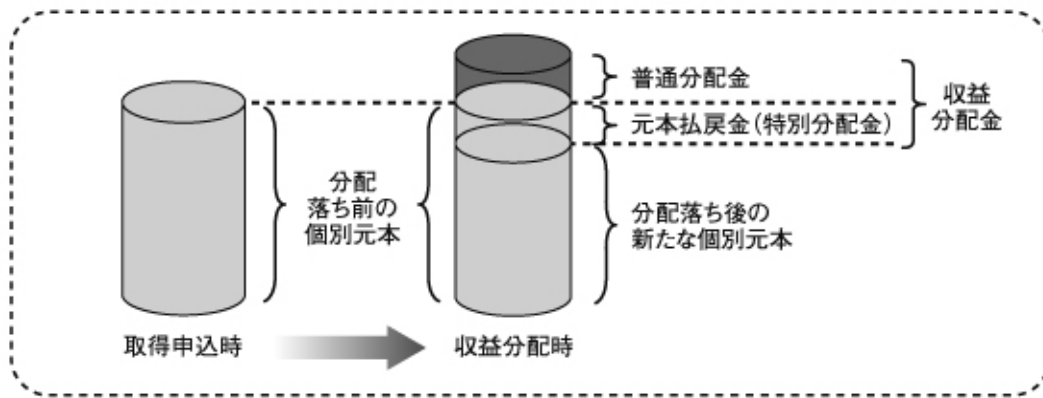 普通分配金
元本払戻金(特別分配金)
収益
分配金
分配
落ち前の
個別元本
分配落ち後の
新たな個別元本
取得申込時
収益分配時